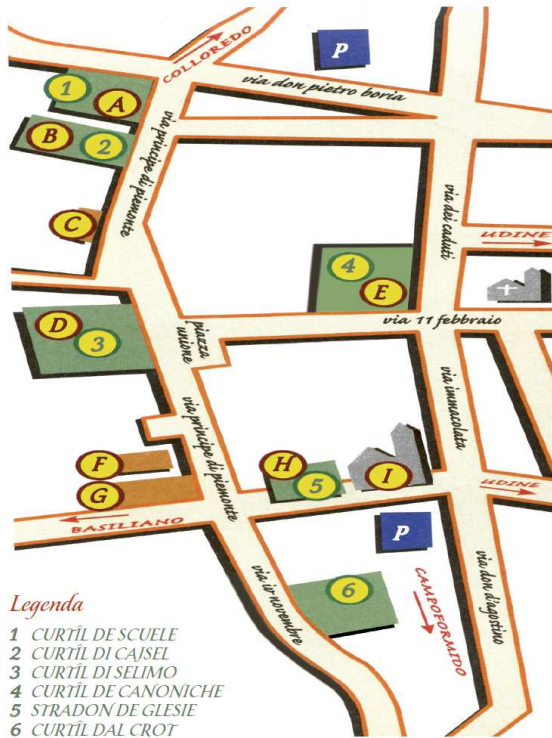 COLLOREDO
P
via don pietro boria
1
A
B
2
via principe di piemonte
via dei caduti
C
UDINE
4
E
D
3
piazza
unione
via 11 febbraio
via principe di piemonte
via immacolata
F
H
G
5
I
UDINE
BASILIANO
P
via iv novembre
CAMPOFORMIDO
via don d'agostino
6
Legenda
1 CURTÎL DE SCUELE
2 CURTÎL DI CAJSEL
3 CURTÎL DI SELIMO
4 CURTÎL DE CANONICHE
5 STRADON DE GLESIE
6 CURTÎL DAL CROT